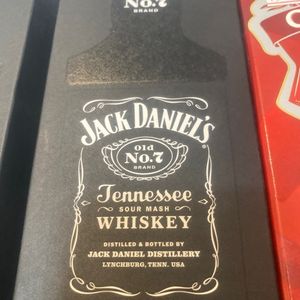 No.7
BRAND
JACK DANIEL'S
Old
No.7
BRAND
Tennessee
SOUR MASH
WHISKEY
DISTILLED & BOTTLED BY
JACK DANIEL DISTILLERY
LYNCHBURG, TENN. USA